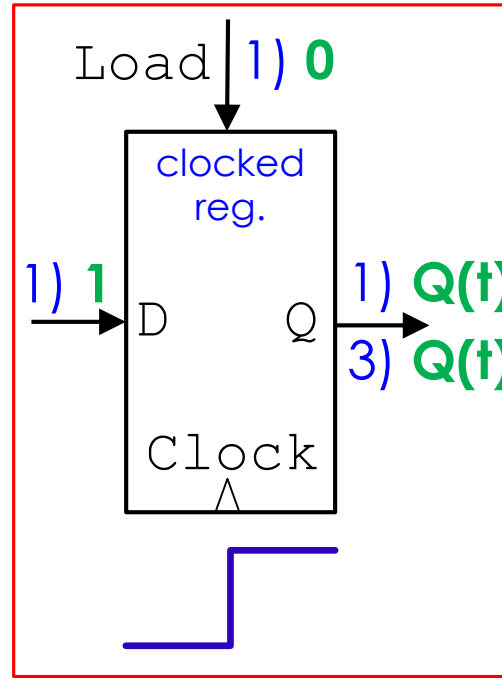 Load 1) 0
clocked
reg.
1) 1
D
Q
1) Q(t)
3) Q(t)
Clock